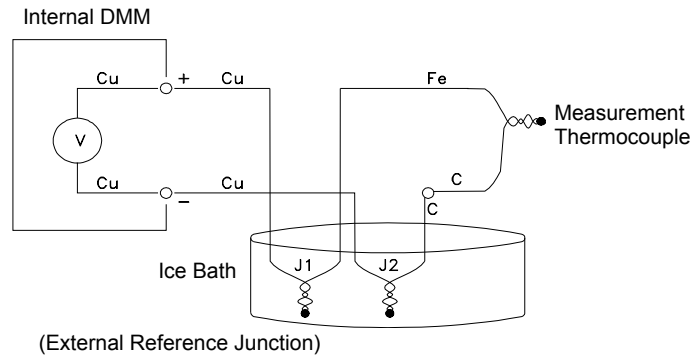 Internal DMM
Cu + Cu Fe
Measurement
Thermocouple
V
Cu Cu C
− C
J1 J2
Ice Bath
(External Reference Junction)